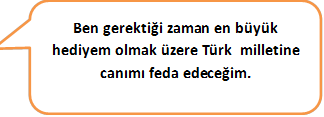 Ben gerektiği zaman en büyük
hediyem olmak üzere Türk milletine
canımı feda edeceğim.